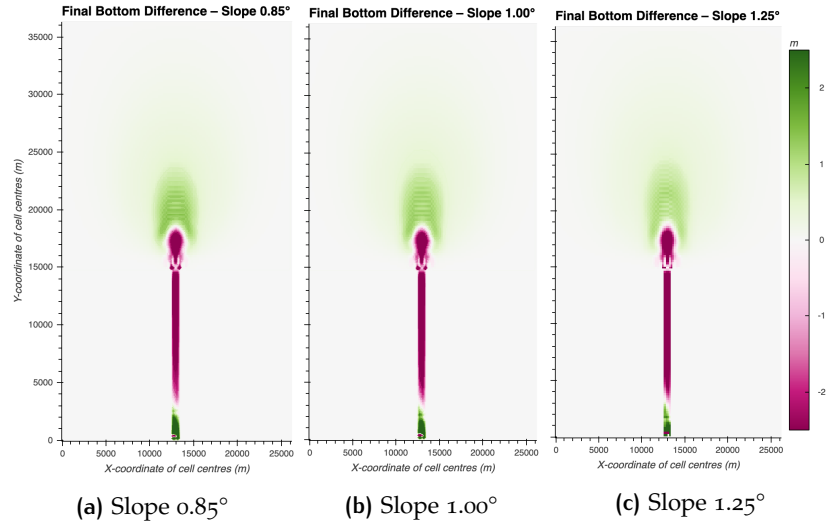 Final Bottom Difference – Slope 0.85°
Final Bottom Difference – Slope 1.00°
Final Bottom Difference – Slope 1.25°
m
35000
30000
25000
20000
15000
10000
5000
0
Y-coordinate of cell centres (m)
2
1
0
-1
-2
0 5000 10000 15000 20000 25000
0 5000 10000 15000 20000 25000
0 5000 10000 15000 20000 25000
X-coordinate of cell centres (m)
X-coordinate of cell centres (m)
X-coordinate of cell centres (m)
(a) Slope 0.85°
(b) Slope 1.00°
(c) Slope 1.25°